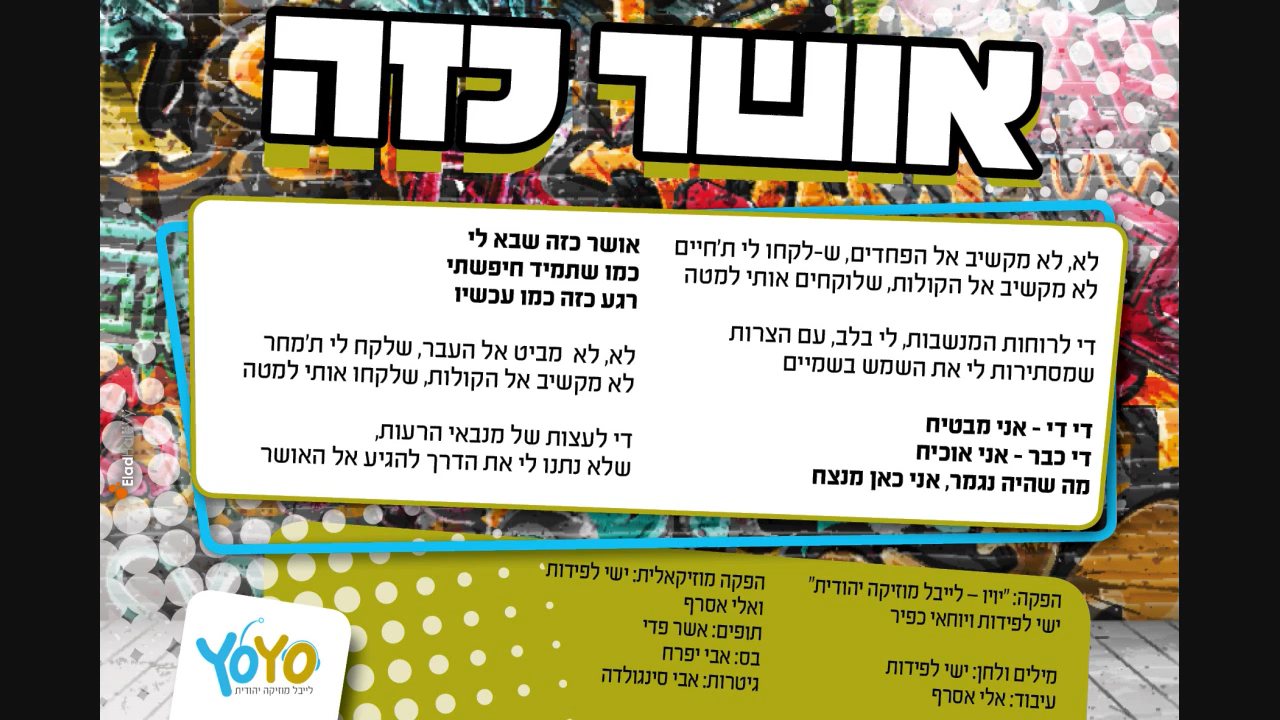 אושר כזה
לא, לא מקשיב אל הפחדים, ש-לקחו לי ת'חיים
לא מקשיב אל הקולות, שלוקחים אותי למטה
די לרוחות המנשבות, לי בלב, עם הצרות
שמסתירות לי את השמש בשמיים
די די - אני מבטיח
די כבר - אני אוכיח
מה שהיה נגמר, אני כאן מנצח
אושר כזה שבא לי
כמו שתמיד חיפשתי
רגע כזה כמו עכשיו
לא, לא מביט אל העבר, שלקח לי ת'מחר
לא מקשיב אל הקולות, שלקחו אותי למטה
די לעצות של מנבאי הרעות,
שלא נתנו לי את הדרך להגיע אל האושר
הפקה: "יויו – לייבל מוזיקה יהודית"
ישי לפידות ויוחאי כפיר
מילים ולחן: ישי לפידות
עיבוד: אלי אסרף
הפקה מוזיקאלית: ישי לפידות
ואלי אסרף
תופים: אשר פדי
בס: אבי יפרח
גיטרות: אבי סינגולדה
YOYO
לייבל מוזיקה יהודית
Elad